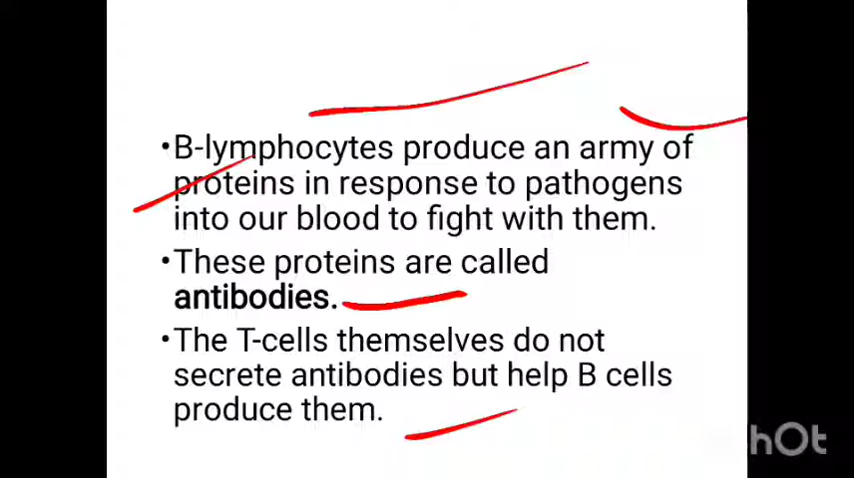 •B-lymphocytes produce an army of
proteins in response to pathogens
into our blood to fight with them.
•These proteins are called
antibodies.
•The T-cells themselves do not
secrete antibodies but help B cells
produce them.
hOt